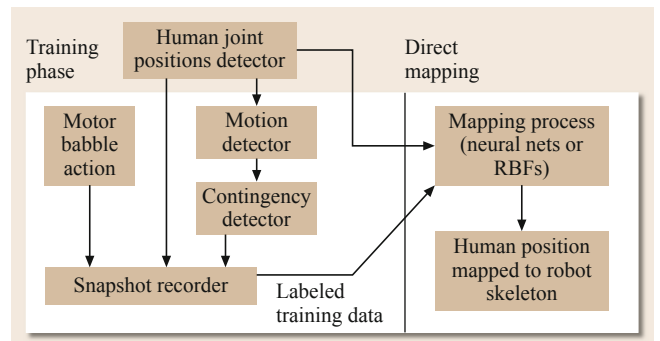 Training
phase
Human joint
positions detector
Direct
mapping
Motor
babble
action
Motion
detector
Contingency
detector
Snapshot recorder
Labeled
training data
Mapping process
(neural nets or
RBFs)
Human position
mapped to robot
skeleton